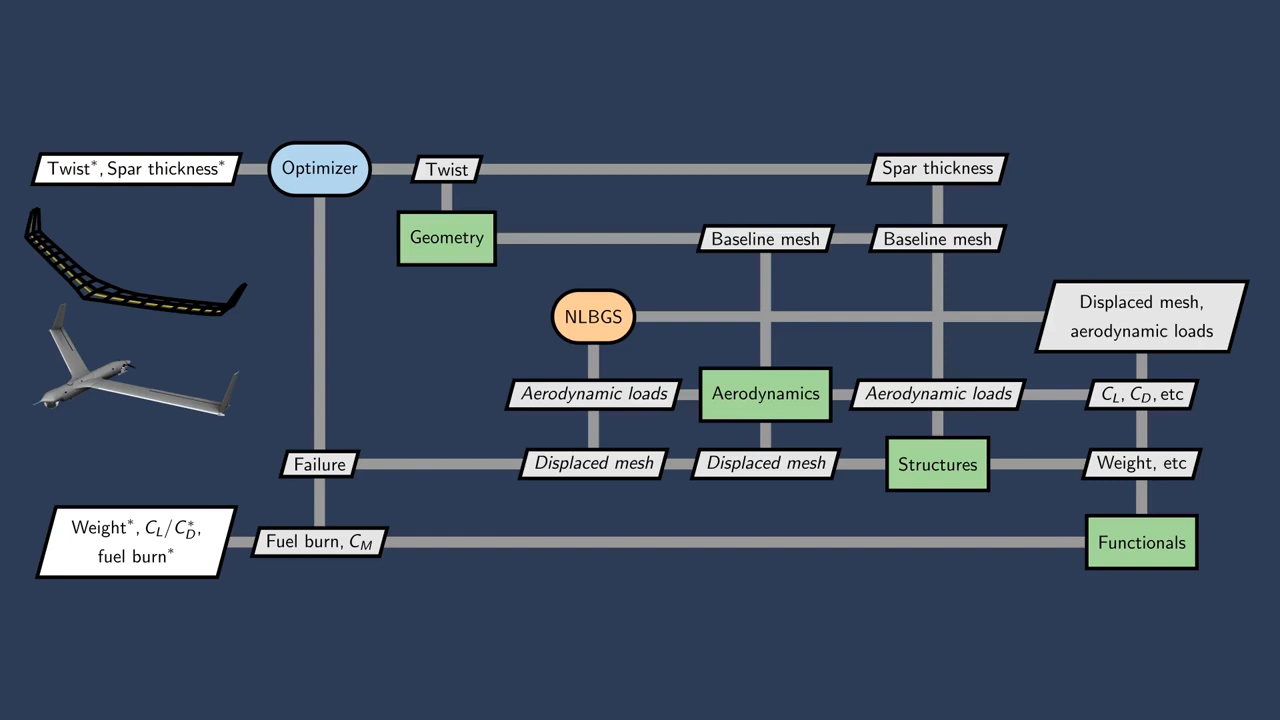 Twist*, Spar thickness*
Optimizer
Twist
Spar thickness
Geometry
Baseline mesh
Baseline mesh
NLBGS
Displaced mesh,
aerodynamic loads
Aerodynamic loads
Aerodynamics
Aerodynamic loads
C_L, C_D, etc
Failure
Displaced mesh
Displaced mesh
Structures
Weight, etc
Weight*, C_L/C_D^*,
fuel burn*
Fuel burn, C_M
Functionals